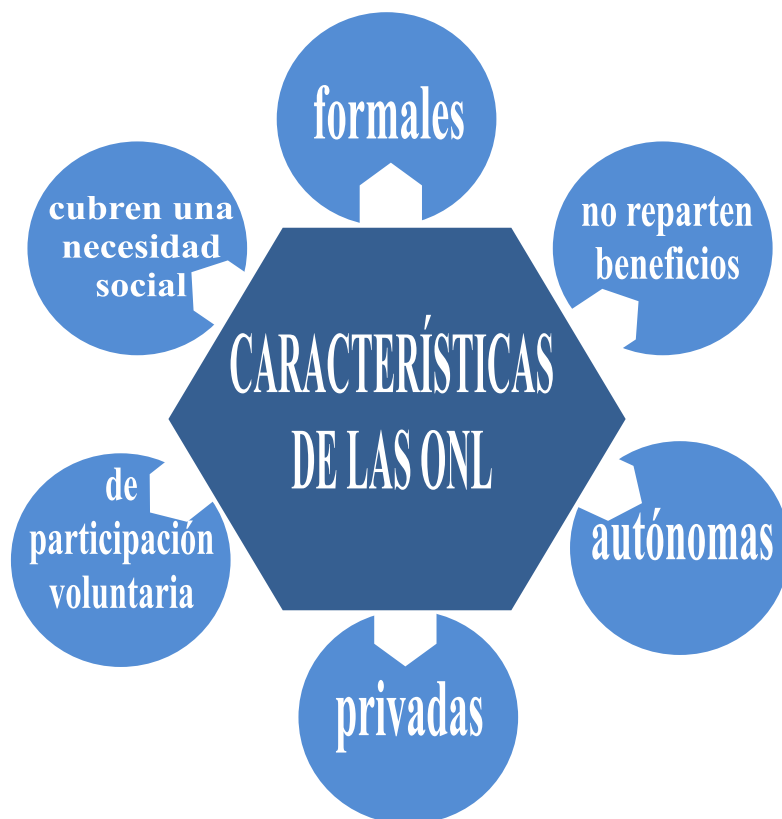 formales
no reparten
beneficios
autónomas
privadas
de
participación
voluntaria
cubren una
necesidad
social
CARACTERÍSTICAS
DE LAS ONL